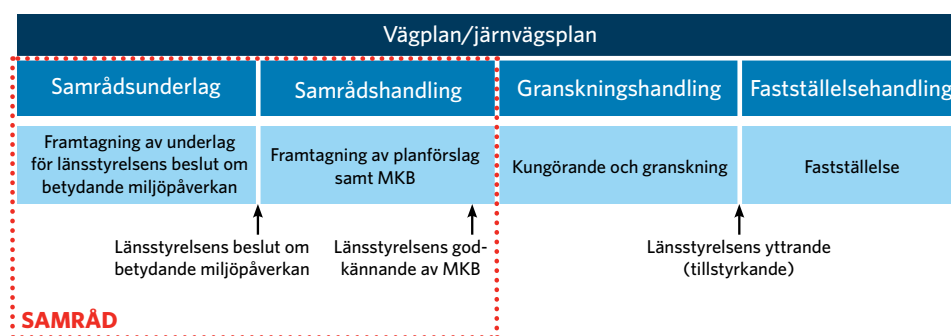 Vägplan/järnvägsplan
Samrådsunderlag
Samrådshandling
Granskningshandling
Fastställelsehandling
Framtagning av underlag
för länsstyrelsens beslut om
betydande miljöpåverkan
Framtagning av planförslag
samt MKB
Kungörande och granskning
Fastställelse
Länsstyrelsens beslut om
betydande miljöpåverkan
Länsstyrelsens god-
kännande av MKB
Länsstyrelsens yttrande
(tillstyrkande)
SAMRÅD